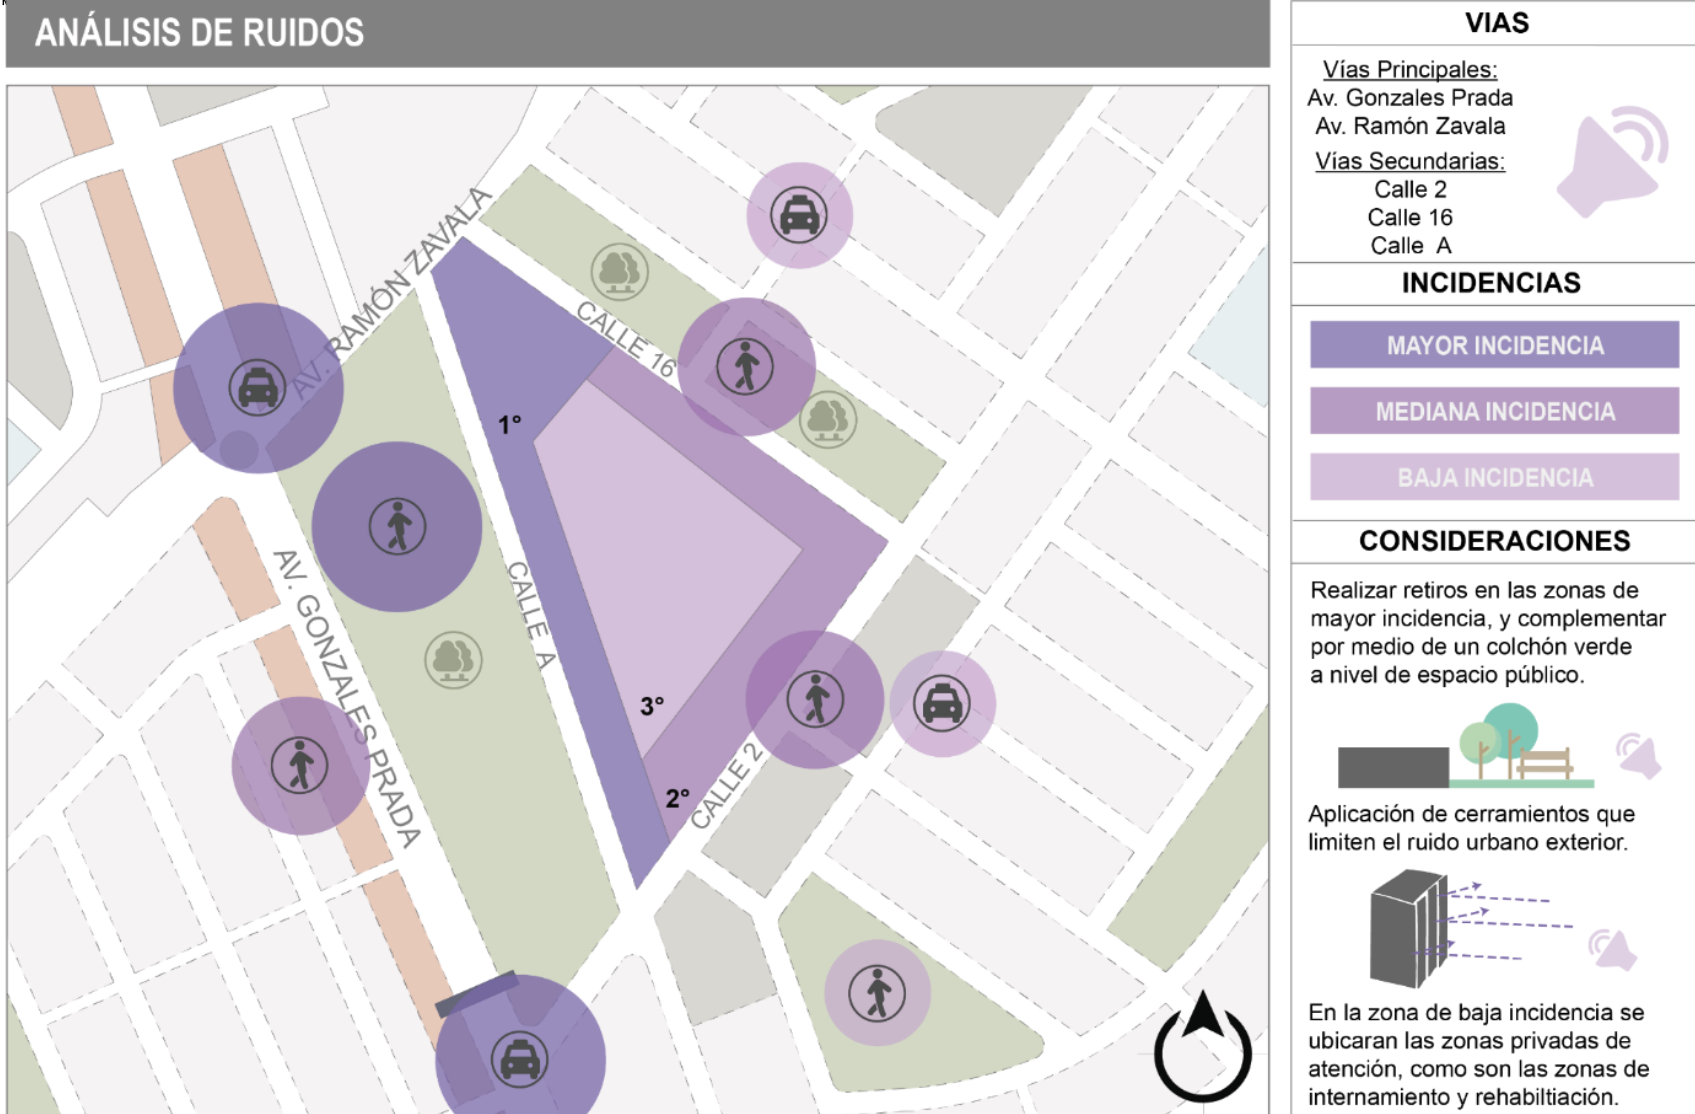 ANÁLISIS DE RUIDOS
AV. RAMÓN ZAVALA
CALLE 16
1°
CALLE A
AV. GONZALES PRADA
3°
2°
CALLE 2
VIAS
Vías Principales:
Av. Gonzales Prada
Av. Ramón Zavala
Vías Secundarias:
Calle 2
Calle 16
Calle A
INCIDENCIAS
MAYOR INCIDENCIA
MEDIANA INCIDENCIA
BAJA INCIDENCIA
CONSIDERACIONES
Realizar retiros en las zonas de
mayor incidencia, y complementar
por medio de un colchón verde
a nivel de espacio público.
Aplicación de cerramientos que
limiten el ruido urbano exterior.
En la zona de baja incidencia se
ubicaran las zonas privadas de
atención, como son las zonas de
internamiento y rehabiltiación.